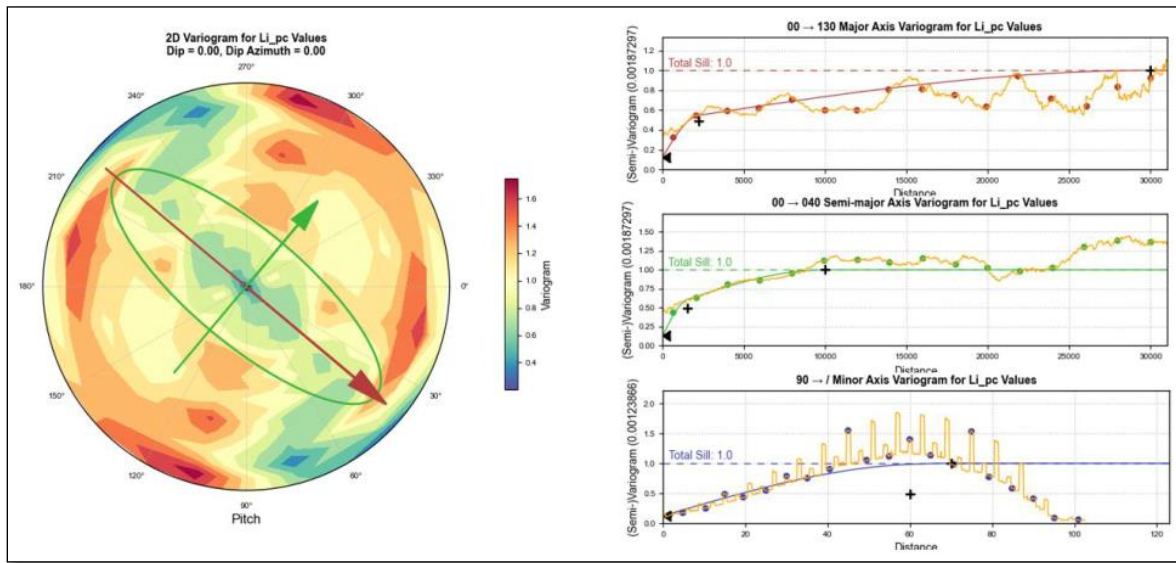 2D Variogram for Li_pc Values
Dip = 0.00, Dip Azimuth = 0.00
270°
240°
300°
210°
330°
180°
0°
150°
30°
120°
60°
90°
Pitch
1.6
1.4
1.2
1.0
0.8
0.6
0.4
Variogram
00 → 130 Major Axis Variogram for Li_pc Values
(Semi-)Variogram (0.00187297)
1.2
1.0
0.8
0.6
0.4
0.2
0.0
Total Sill: 1.0
0 5000 10000 15000 20000 25000 30000
Distance
00 → 040 Semi-major Axis Variogram for Li_pc Values
(Semi-)Variogram (0.00187297)
1.50
1.25
1.00
0.75
0.50
0.25
0.00
Total Sill: 1.0
0 5000 10000 15000 20000 25000 30000
Distance
90 → / Minor Axis Variogram for Li_pc Values
(Semi-)Variogram (0.00123866)
2.0
1.5
1.0
0.5
0.0
Total Sill: 1.0
0 20 40 60 80 100 120
Distance